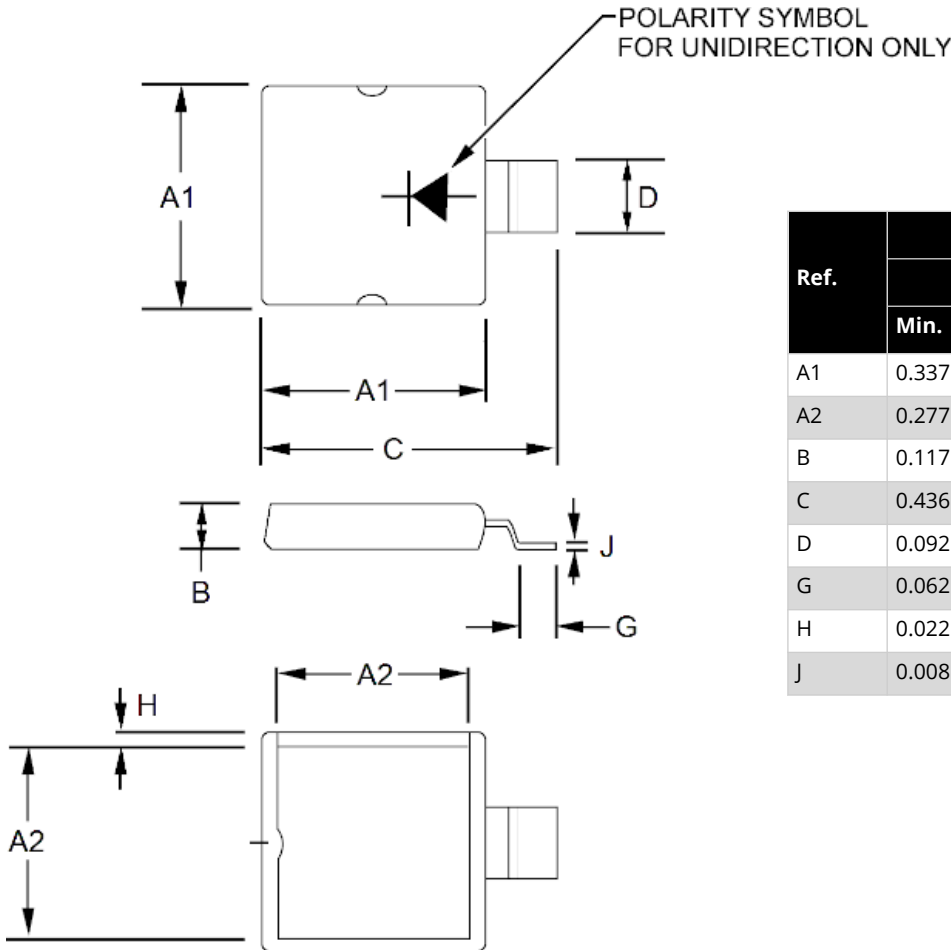 POLARITY SYMBOL
FOR UNIDIRECTION ONLY
A1
D
A1
C
B
J
G
A2
H
A2
Ref.
Min.
A1 0.337
A2 0.277
B 0.117
C 0.436
D 0.092
G 0.062
H 0.022
J 0.008